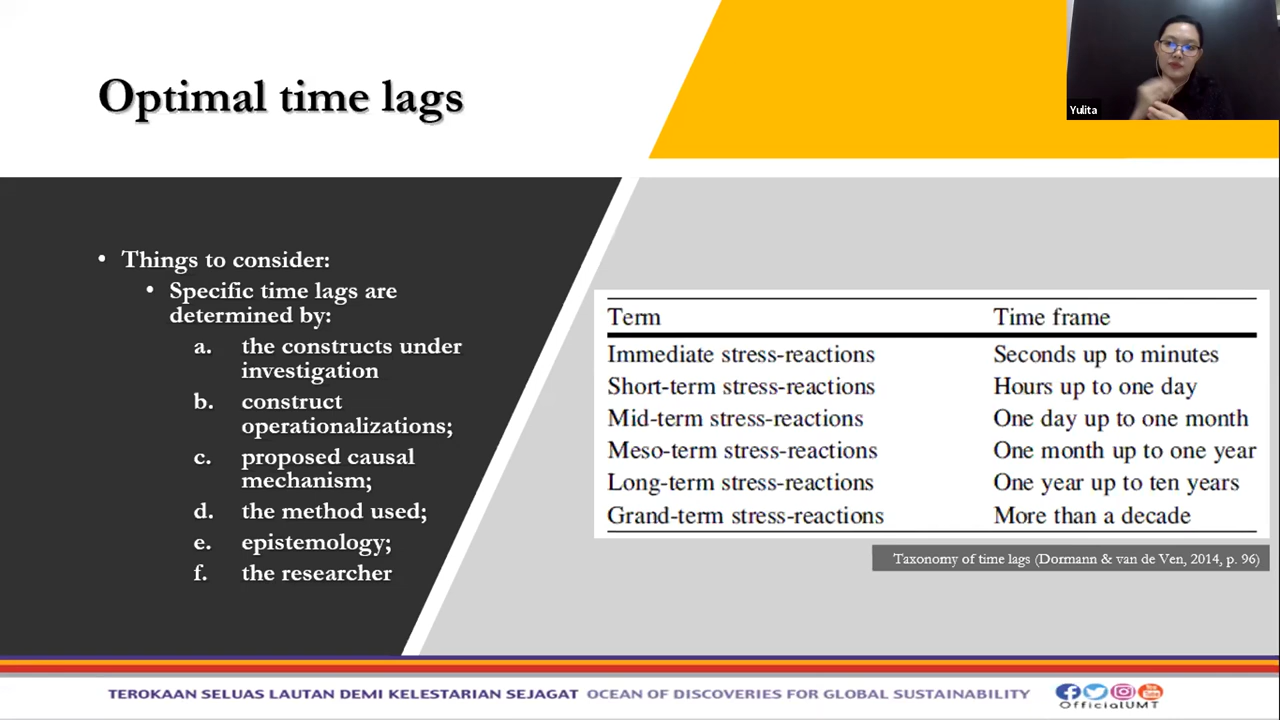 Optimal time lags
Yulita
• Things to consider:
• Specific time lags are
determined by:
a. the constructs under
investigation
b. construct
operationalizations;
c. proposed causal
mechanism;
d. the method used;
e. epistemology;
f. the researcher
Term Time frame
Immediate stress-reactions Seconds up to minutes
Short-term stress-reactions Hours up to one day
Mid-term stress-reactions One day up to one month
Meso-term stress-reactions One month up to one year
Long-term stress-reactions One year up to ten years
Grand-term stress-reactions More than a decade
Taxonomy of time lags (Dormann & van de Ven, 2014, p. 96)
TEROKAAN SELUAS LAUTAN DEMI KELESTARIAN SEJAGAT OCEAN OF DISCOVERIES FOR GLOBAL SUSTAINABILITY
OfficialUMT